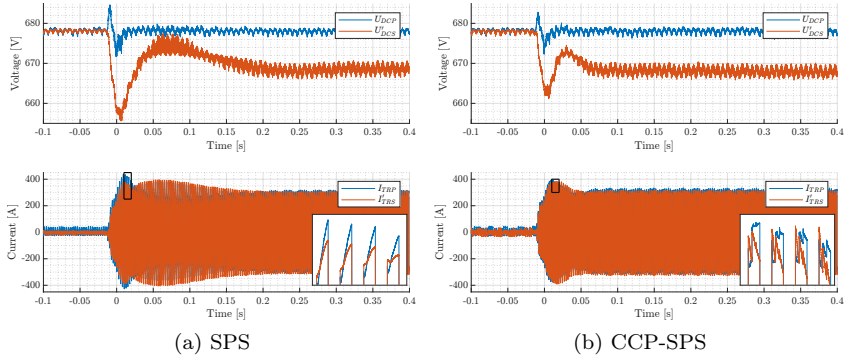 680
670
660
Voltage [V]
U_DCP
U'_DCS
-0.1 -0.05 0 0.05 0.1 0.15 0.2 0.25 0.3 0.35 0.4
Time [s]
680
670
660
Voltage [V]
U_DCP
U'_DCS
-0.1 -0.05 0 0.05 0.1 0.15 0.2 0.25 0.3 0.35 0.4
Time [s]
400
200
0
-200
-400
Current [A]
I_TRP
I'_TRS
-0.1 -0.05 0 0.05 0.1 0.15 0.2 0.25 0.3 0.35 0.4
Time [s]
(a) SPS
400
200
0
-200
-400
Current [A]
I_TRP
I'_TRS
-0.1 -0.05 0 0.05 0.1 0.15 0.2 0.25 0.3 0.35 0.4
Time [s]
(b) CCP-SPS